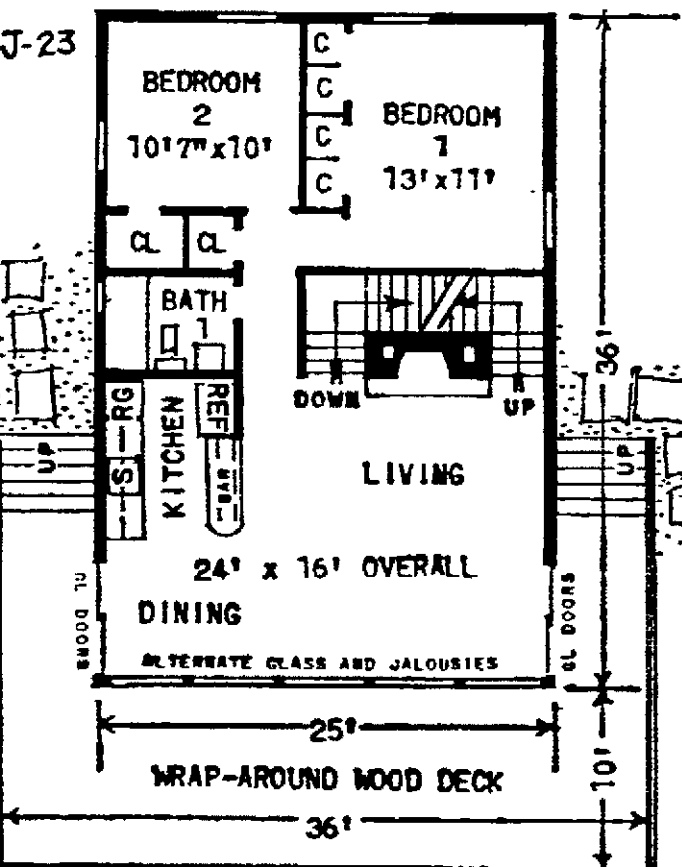 J-23
BEDROOM
2
10'7"x10'
C
C
C
C
BEDROOM
1
13'x11'
CL
CL
BATH
1
DOWN
UP
36'
RG
S
KITCHEN
REF
BAR
UP
LIVING
UP
24' x 16' OVERALL
DINING
GL DOORS
GL DOORS
ALTERNATE GLASS AND JALOUSIES
25'
10'
WRAP-AROUND WOOD DECK
36'